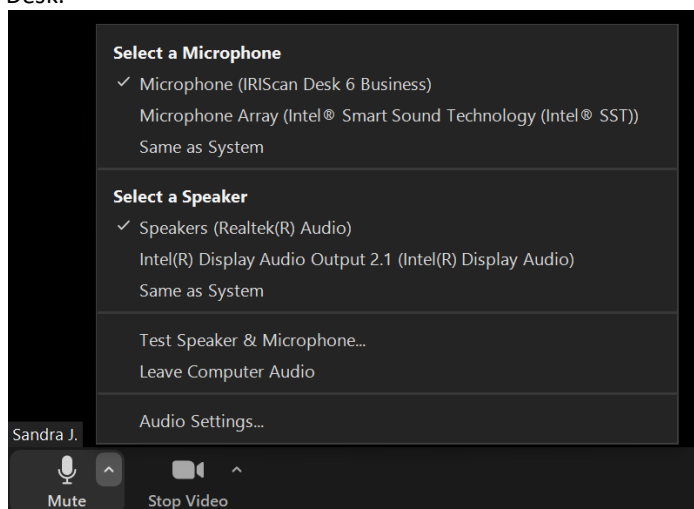 Desk.
Select a Microphone
✓ Microphone (IRIScan Desk 6 Business)
Microphone Array (Intel® Smart Sound Technology (Intel® SST))
Same as System
Select a Speaker
✓ Speakers (Realtek(R) Audio)
Intel(R) Display Audio Output 2.1 (Intel(R) Display Audio)
Same as System
Test Speaker & Microphone...
Leave Computer Audio
Audio Settings...
Sandra J.
Mute Stop Video